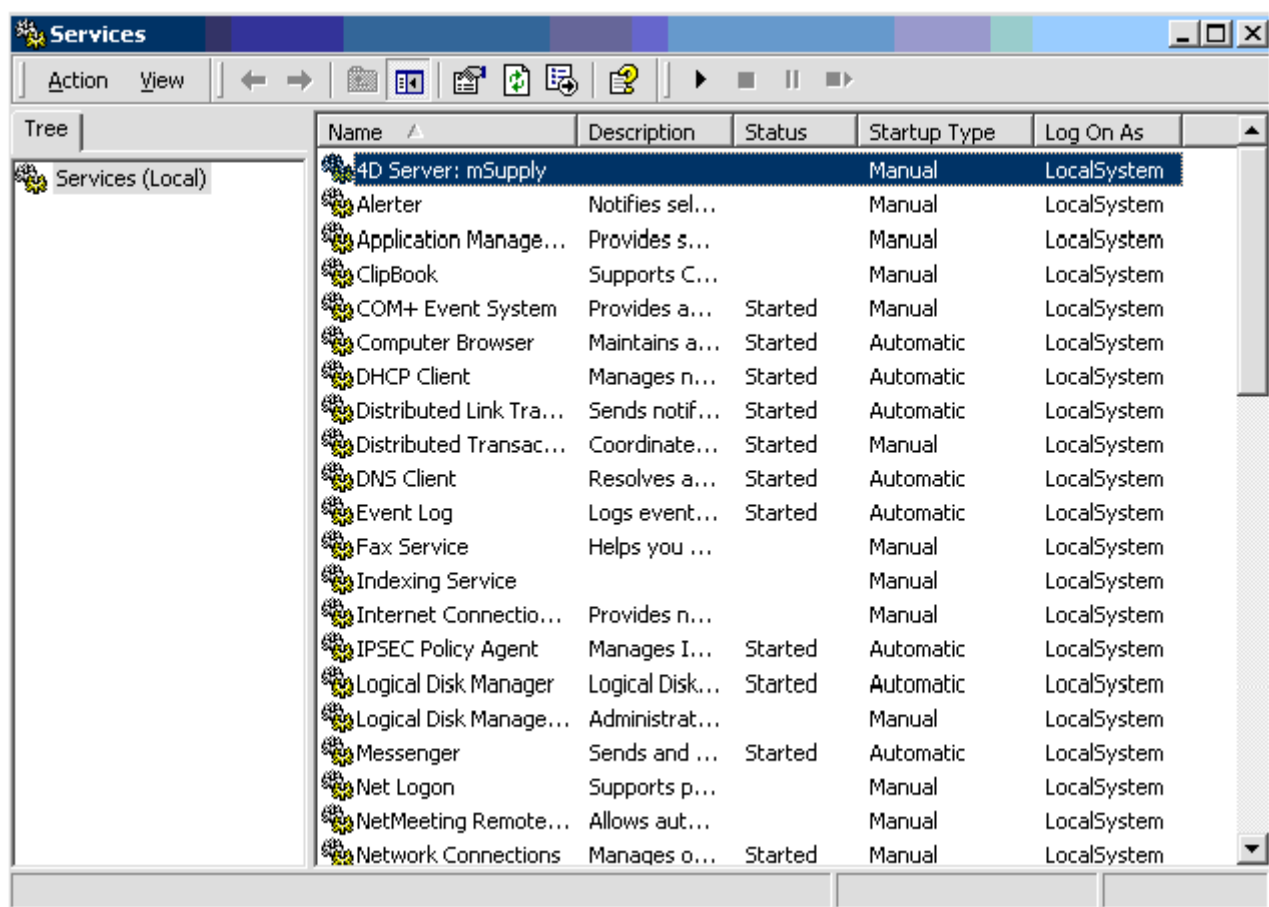 Services
Action View
Tree
Services (Local)
Name Description Status Startup Type Log On As
4D Server: mSupply Manual LocalSystem
Alerter Notifies sel... Manual LocalSystem
Application Manage... Provides s... Manual LocalSystem
ClipBook Supports C... Manual LocalSystem
COM+ Event System Provides a... Started Manual LocalSystem
Computer Browser Maintains a... Started Automatic LocalSystem
DHCP Client Manages n... Started Automatic LocalSystem
Distributed Link Tra... Sends notif... Started Automatic LocalSystem
Distributed Transac... Coordinate... Started Manual LocalSystem
DNS Client Resolves a... Started Automatic LocalSystem
Event Log Logs event... Started Automatic LocalSystem
Fax Service Helps you ... Manual LocalSystem
Indexing Service Manual LocalSystem
Internet Connectio... Provides n... Manual LocalSystem
IPSEC Policy Agent Manages I... Started Automatic LocalSystem
Logical Disk Manager Logical Disk... Started Automatic LocalSystem
Logical Disk Manage... Administrat... Manual LocalSystem
Messenger Sends and ... Started Automatic LocalSystem
Net Logon Supports p... Manual LocalSystem
NetMeeting Remote... Allows aut... Manual LocalSystem
Network Connections Manages o... Started Manual LocalSystem